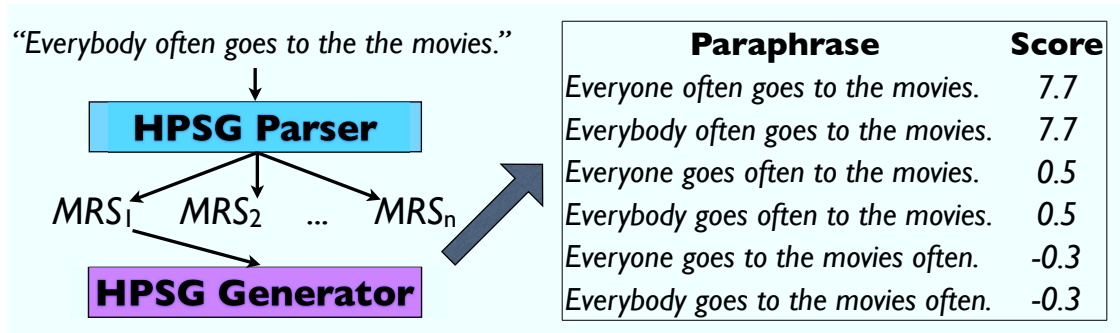 “Everybody often goes to the the movies.”
HPSG Parser
MRS1 MRS2 ... MRSn
HPSG Generator
Paraphrase Score
Everyone often goes to the movies. 7.7
Everybody often goes to the movies. 7.7
Everyone goes often to the movies. 0.5
Everybody goes often to the movies. 0.5
Everyone goes to the movies often. -0.3
Everybody goes to the movies often. -0.3